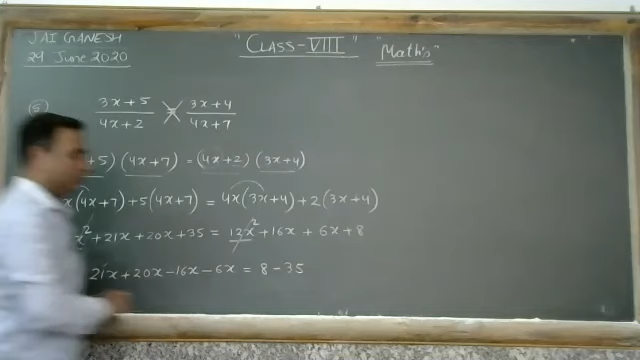 JAI GANESH
29 June 2020
"CLASS-VIII" "Maths"
(5) (3x+5)/(4x+2) = (3x+4)/(4x+7)
+5)(4x+7) = (4x+2)(3x+4)
x(4x+7)+5(4x+7) = 4x(3x+4)+2(3x+4)
x²+21x+20x+35 = 12x²+16x+6x+8
21x+20x-16x-6x = 8-35